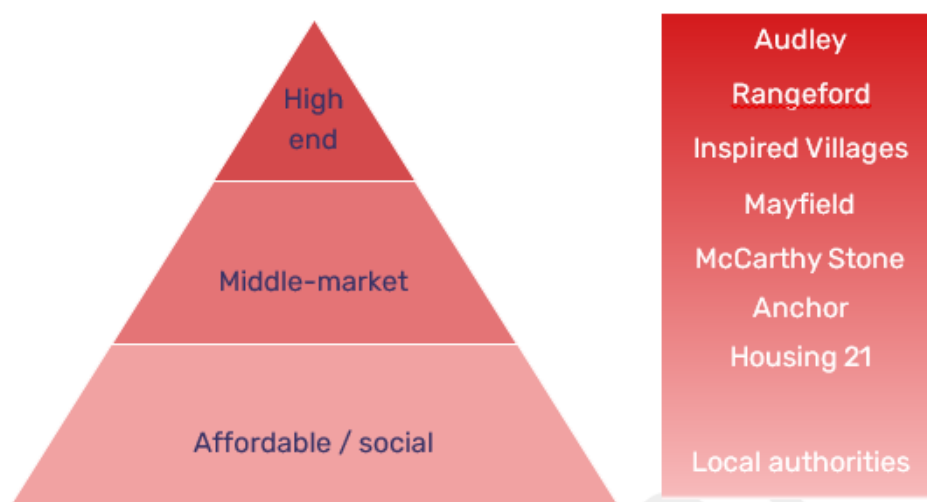 High
end
Middle-market
Affordable / social
Audley
Rangeford
Inspired Villages
Mayfield
McCarthy Stone
Anchor
Housing 21
Local authorities